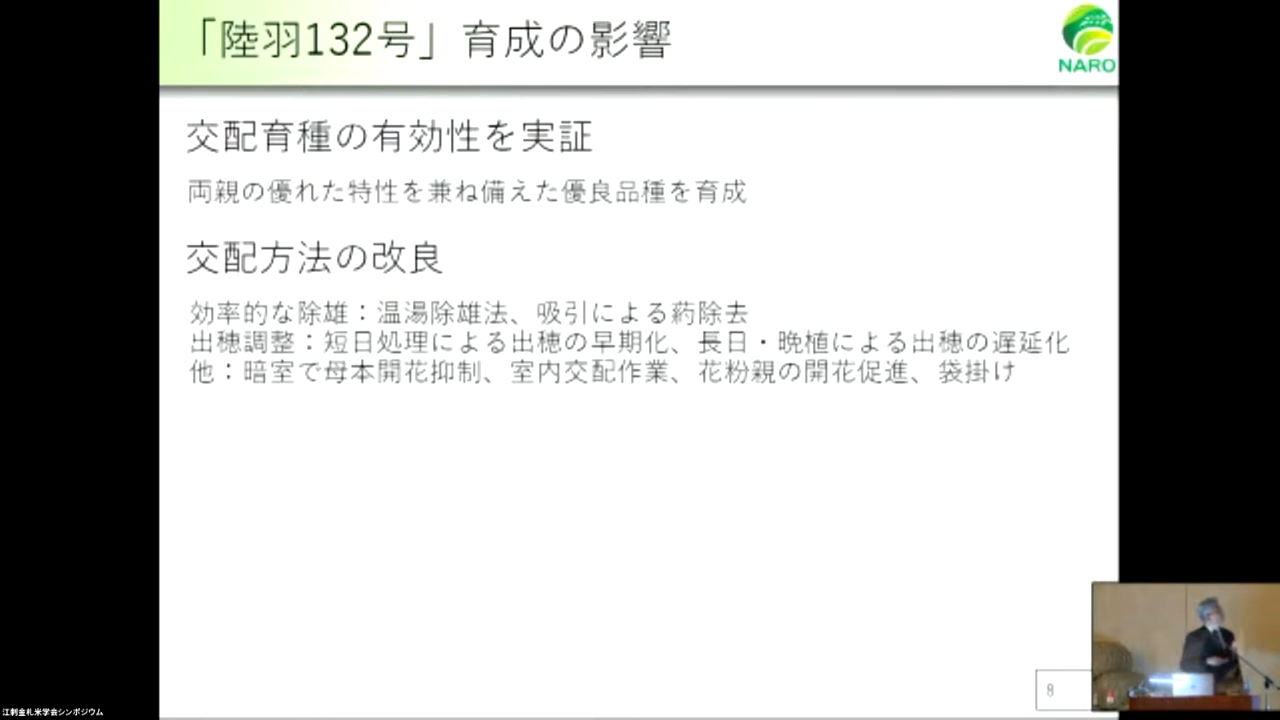 「陸羽132号」育成の影響
NARO
交配育種の有効性を実証
両親の優れた特性を兼ね備えた優良品種を育成
交配方法の改良
効率的な除雄：温湯除雄法、吸引による葯除去
出穂調整：短日処理による出穂の早期化、長日・晩植による出穂の遅延化
他：暗室で母本開花抑制、室内交配作業、花粉親の開花促進、袋掛け
8
江刺金札米学会シンポジウム